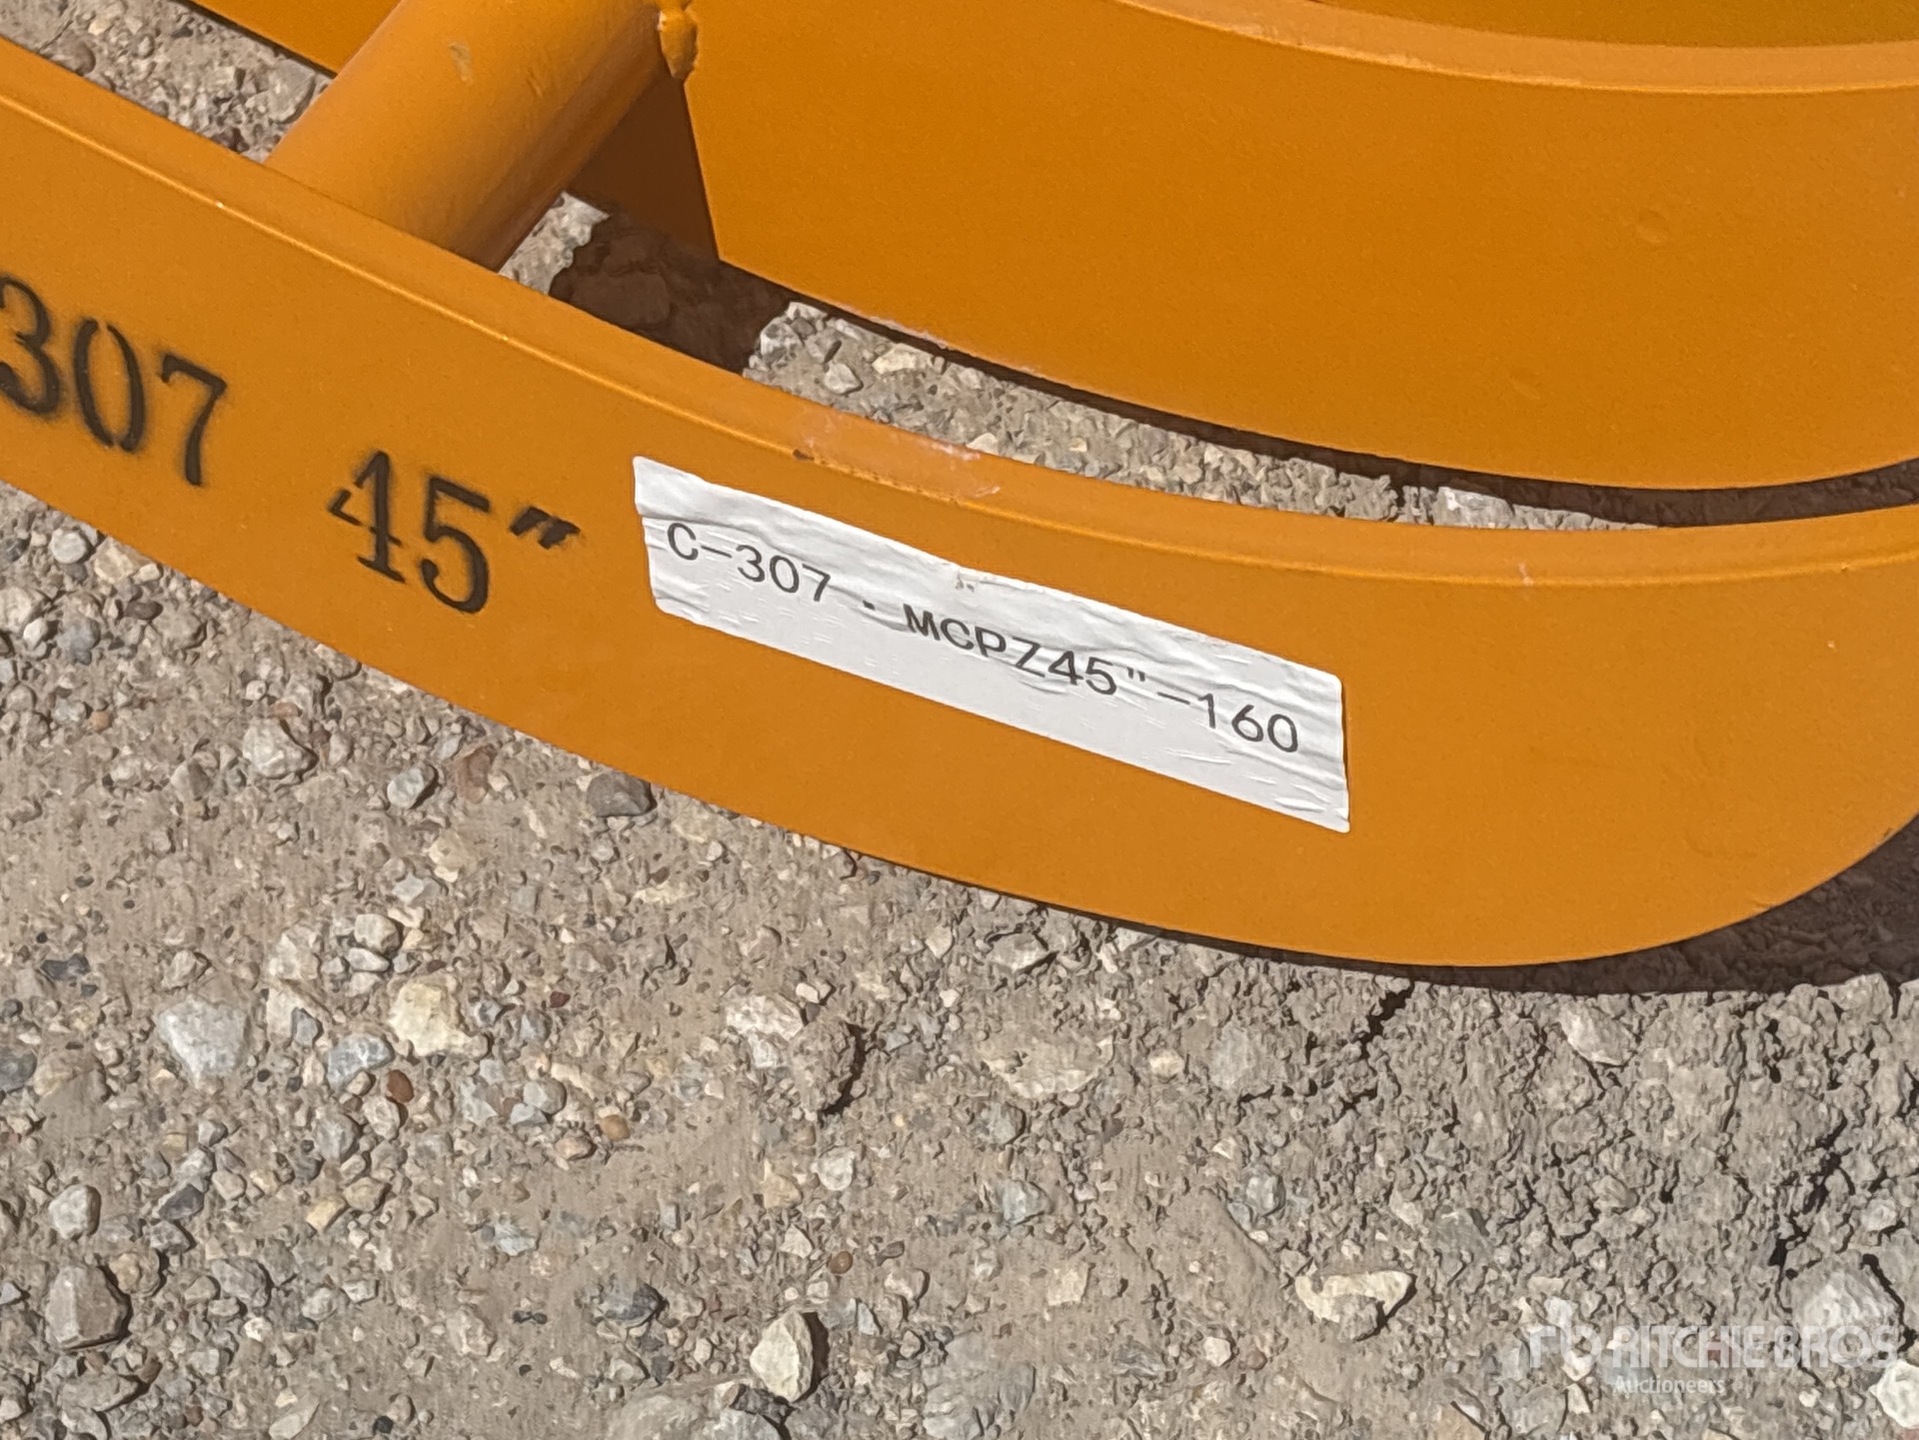 307 45"
C-307 . MCPZ45"-160
RITCHIE BROS
Auctioneers